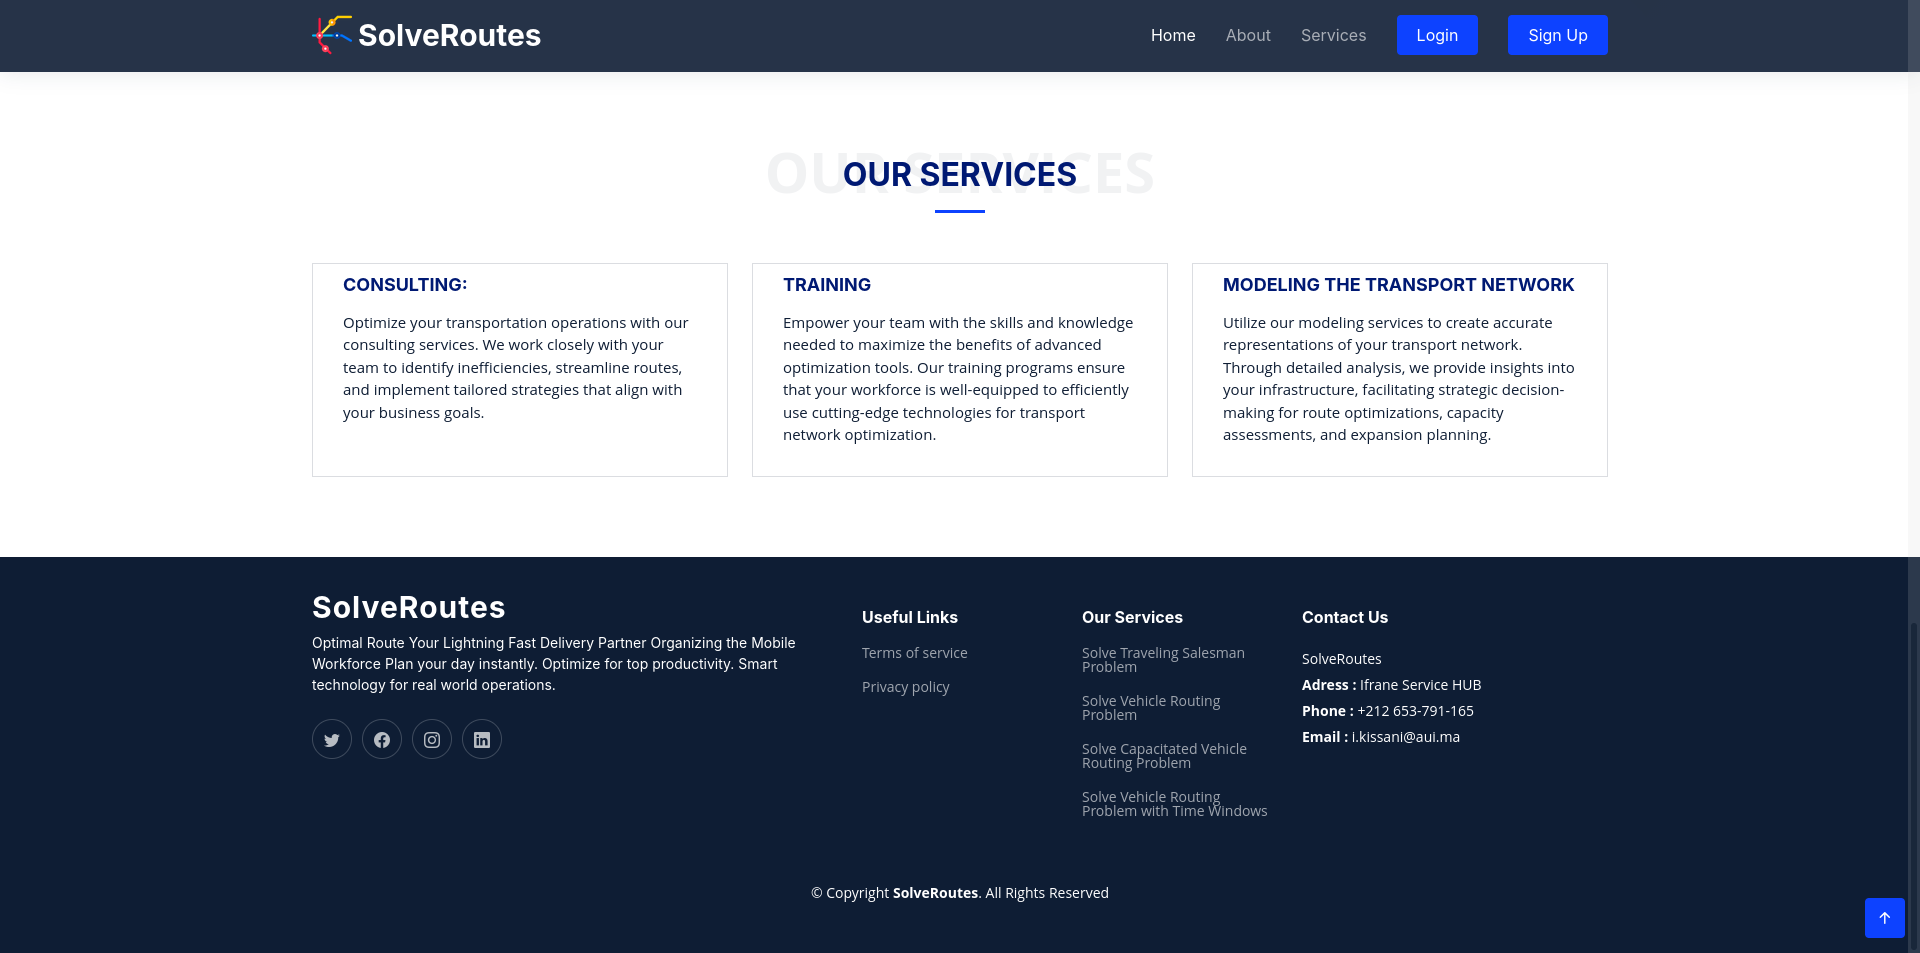 SolveRoutes
Home
About
Services
Login
Sign Up
OUR SERVICES
OUR SERVICES
CONSULTING:
Optimize your transportation operations with our
consulting services. We work closely with your
team to identify inefficiencies, streamline routes,
and implement tailored strategies that align with
your business goals.
TRAINING
Empower your team with the skills and knowledge
needed to maximize the benefits of advanced
optimization tools. Our training programs ensure
that your workforce is well-equipped to efficiently
use cutting-edge technologies for transport
network optimization.
MODELING THE TRANSPORT NETWORK
Utilize our modeling services to create accurate
representations of your transport network.
Through detailed analysis, we provide insights into
your infrastructure, facilitating strategic decision-
making for route optimizations, capacity
assessments, and expansion planning.
SolveRoutes
Optimal Route Your Lightning Fast Delivery Partner Organizing the Mobile
Workforce Plan your day instantly. Optimize for top productivity. Smart
technology for real world operations.
Useful Links
Terms of service
Privacy policy
Our Services
Solve Traveling Salesman
Problem
Solve Vehicle Routing
Problem
Solve Capacitated Vehicle
Routing Problem
Solve Vehicle Routing
Problem with Time Windows
Contact Us
SolveRoutes
Adress : Ifrane Service HUB
Phone : +212 653-791-165
Email : i.kissani@aui.ma
© Copyright SolveRoutes. All Rights Reserved